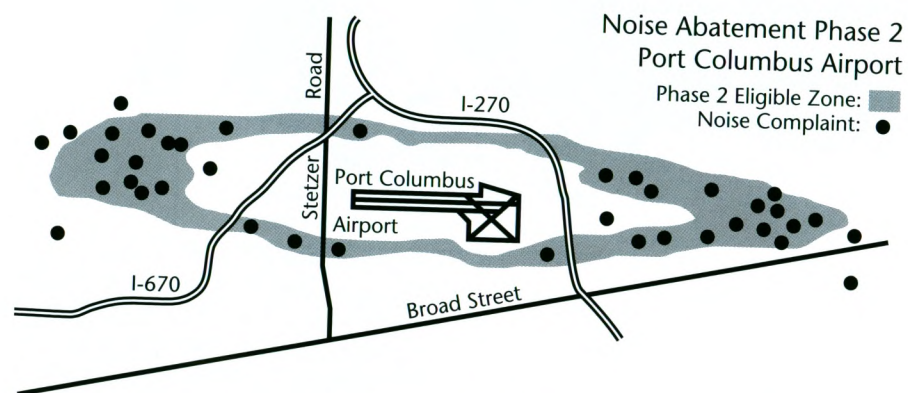 Noise Abatement Phase 2
Port Columbus Airport
Phase 2 Eligible Zone:
Noise Complaint:
Stetzer Road
I-270
Port Columbus
Airport
I-670
Broad Street